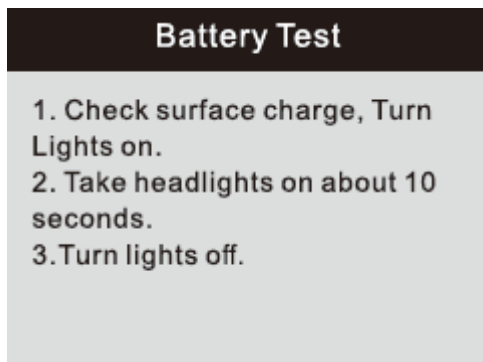 Battery Test
1. Check surface charge, Turn
Lights on.
2. Take headlights on about 10
seconds.
3.Turn lights off.